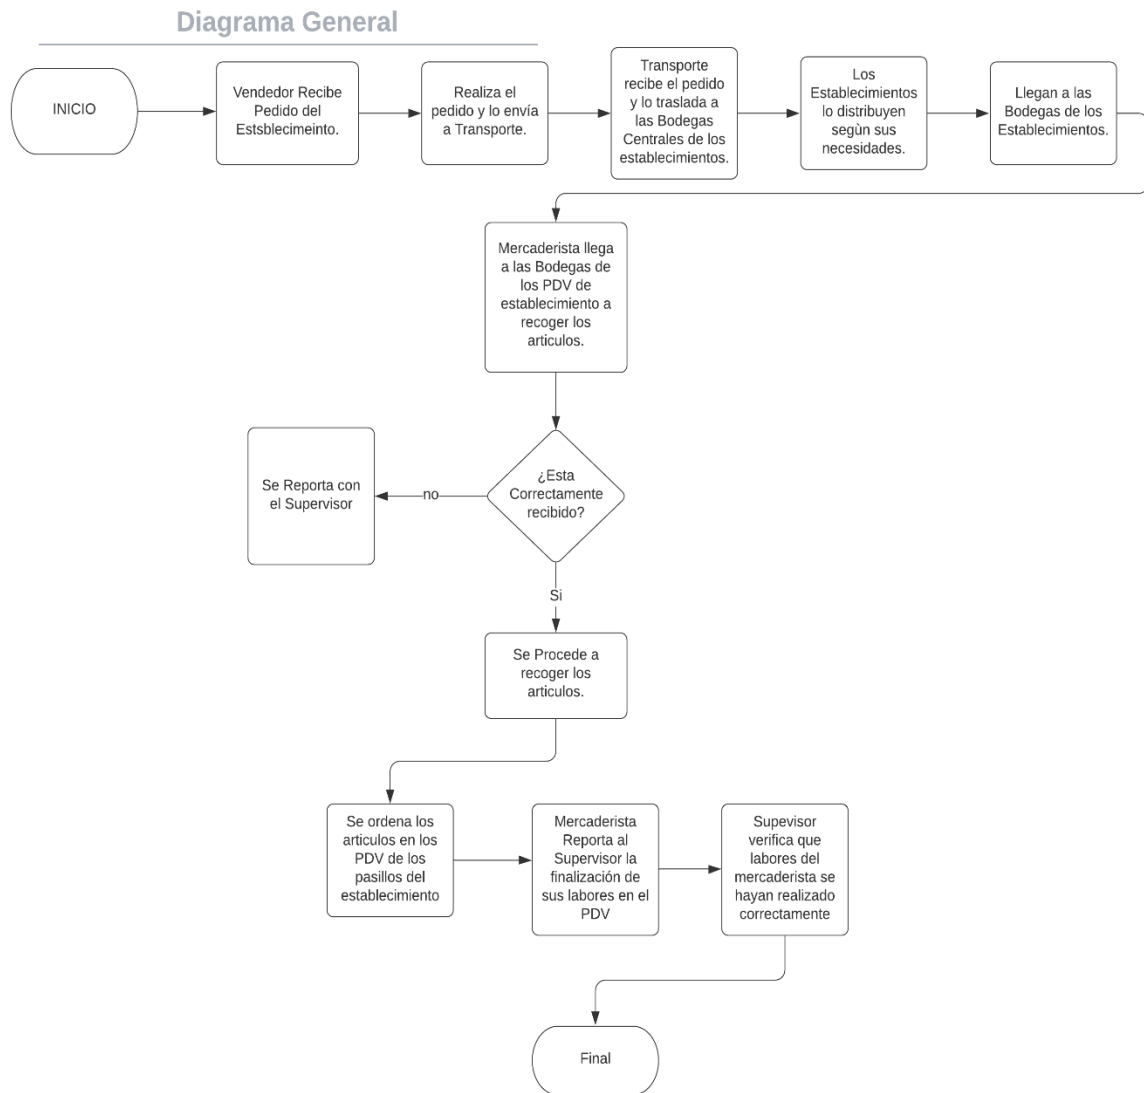 Diagrama General
INICIO
Vendedor Recibe
Pedido del
Estsblecimeinto.
Realiza el
pedido y lo envía
a Transporte.
Transporte
recibe el pedido
y lo traslada a
las Bodegas
Centrales de los
establecimientos.
Los
Establecimientos
lo distribuyen
segùn sus
necesidades.
Llegan a las
Bodegas de los
Establecimientos.
Mercaderista llega
a las Bodegas de
los PDV de
establecimiento a
recoger los
articulos.
¿Esta
Correctamente
recibido?
no
Se Reporta con
el Supervisor
Si
Se Procede a
recoger los
articulos.
Se ordena los
articulos en los
PDV de los
pasillos del
establecimiento
Mercaderista
Reporta al
Supervisor la
finalización de
sus labores en el
PDV
Supevisor
verifica que
labores del
mercaderista se
hayan realizado
correctamente
Final